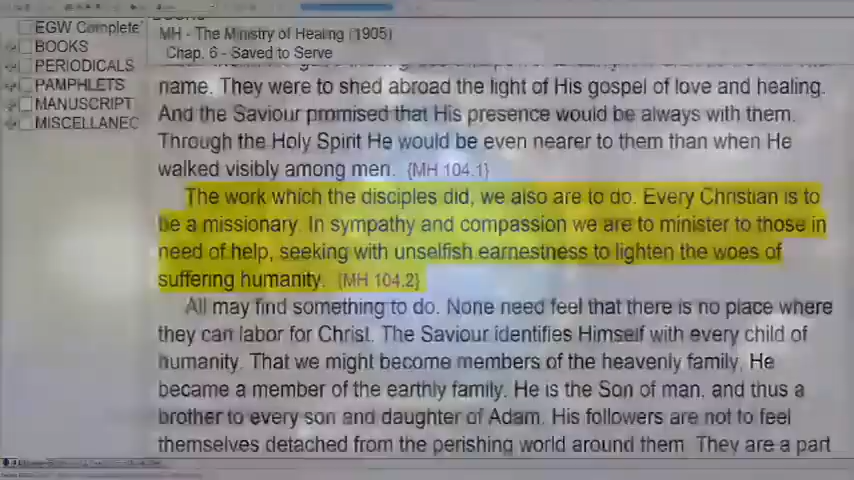 EGW Complete
BOOKS
PERIODICALS
PAMPHLETS
MANUSCRIPT
MISCELLANEC
MH - The Ministry of Healing (1905)
Chap. 6 - Saved to Serve
name. They were to shed abroad the light of His gospel of love and healing.
And the Saviour promised that His presence would be always with them.
Through the Holy Spirit He would be even nearer to them than when He
walked visibly among men. {MH 104.1}
The work which the disciples did, we also are to do. Every Christian is to
be a missionary. In sympathy and compassion we are to minister to those in
need of help, seeking with unselfish earnestness to lighten the woes of
suffering humanity. {MH 104.2}
All may find something to do. None need feel that there is no place where
they can labor for Christ. The Saviour identifies Himself with every child of
humanity. That we might become members of the heavenly family, He
became a member of the earthly family. He is the Son of man, and thus a
brother to every son and daughter of Adam. His followers are not to feel
themselves detached from the perishing world around them. They are a part